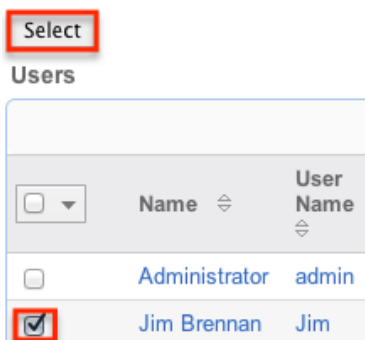 Select
Users
Name User Name
Administrator admin
Jim Brennan Jim